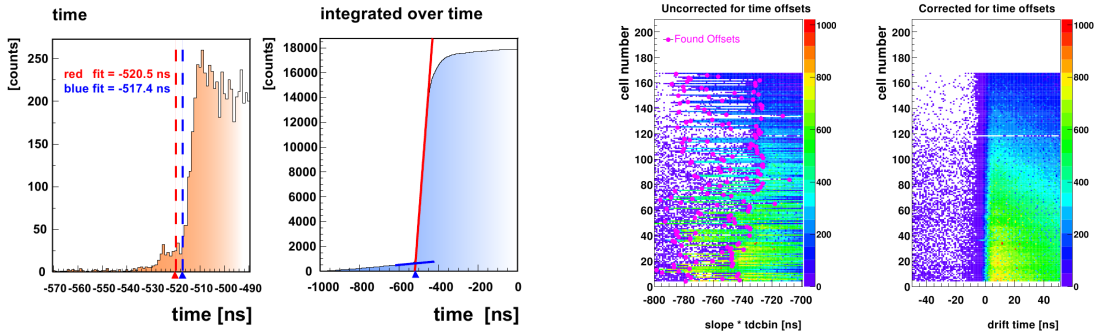 time
[counts]
250
200
150
100
50
0
red fit = -520.5 ns
blue fit = -517.4 ns
-570-560-550-540-530-520-510-500-490
time [ns]
integrated over time
[counts]
18000
16000
14000
12000
10000
8000
6000
4000
2000
0
-1000 -800 -600 -400 -200 0
time [ns]
Uncorrected for time offsets
cell number
200
180
160
140
120
100
80
60
40
20
0
Found Offsets
-800 -780 -760 -740 -720 -700
slope * tdcbin [ns]
1000
800
600
400
200
0
Corrected for time offsets
cell number
200
180
160
140
120
100
80
60
40
20
0
-40 -20 0 20 40
drift time [ns]
1000
800
600
400
200
0